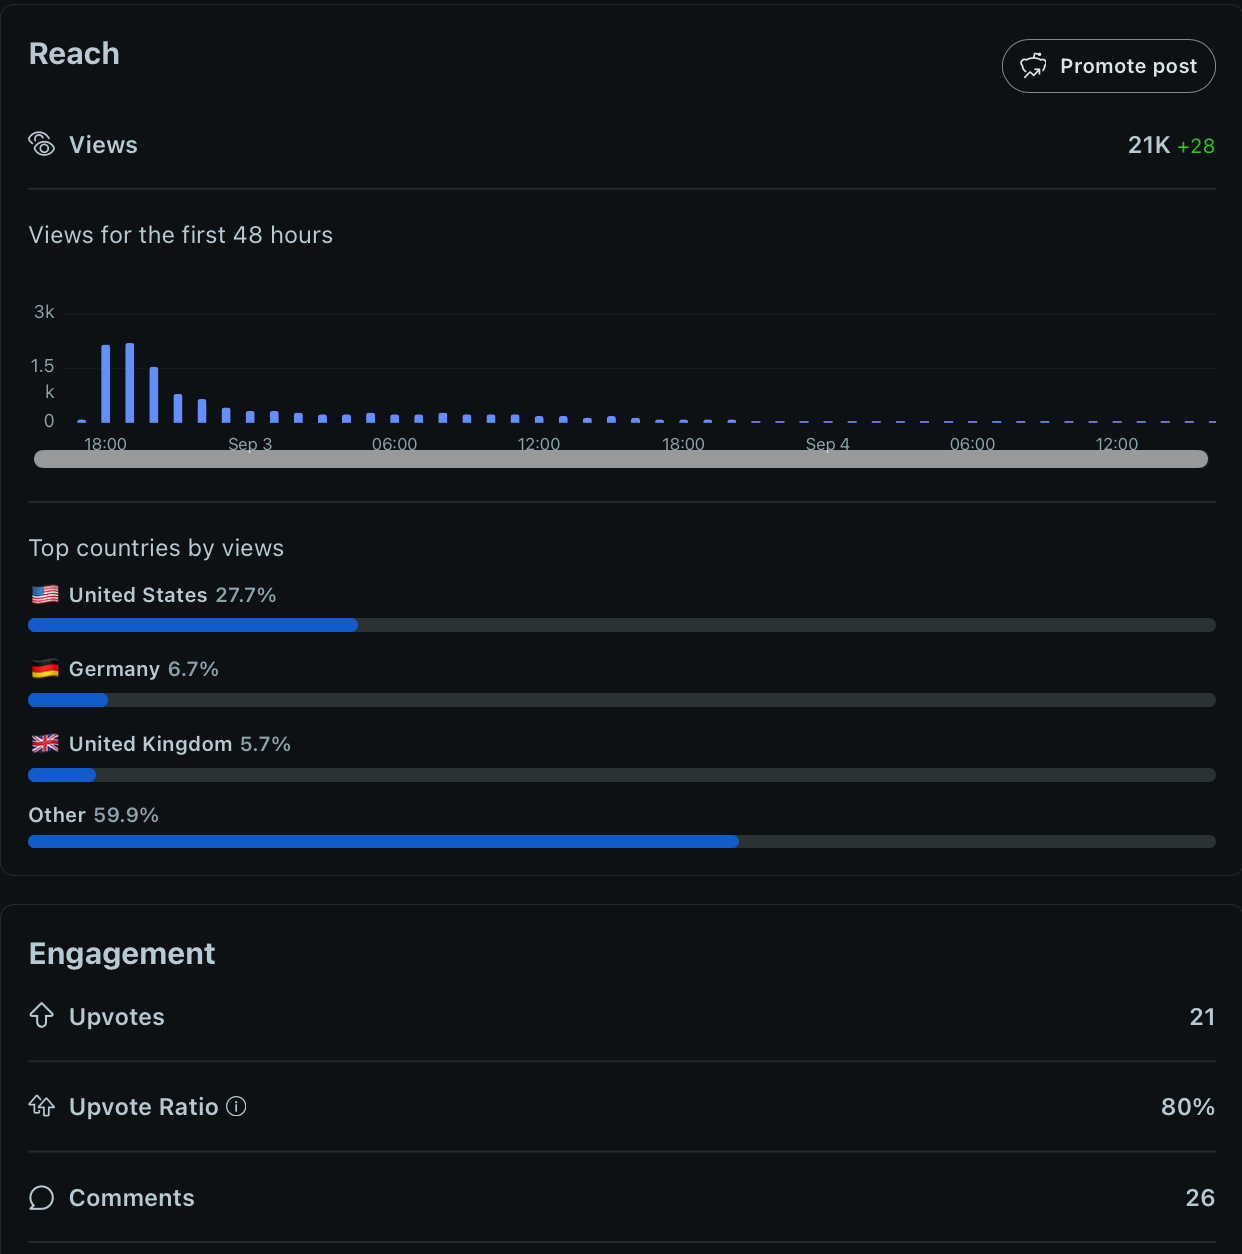 Reach
Promote post
Views
21K +28
Views for the first 48 hours
3k
1.5
k
0
18:00 Sep 3 06:00 12:00 18:00 Sep 4 06:00 12:00
Top countries by views
United States 27.7%
Germany 6.7%
United Kingdom 5.7%
Other 59.9%
Engagement
Upvotes 21
Upvote Ratio 80%
Comments 26